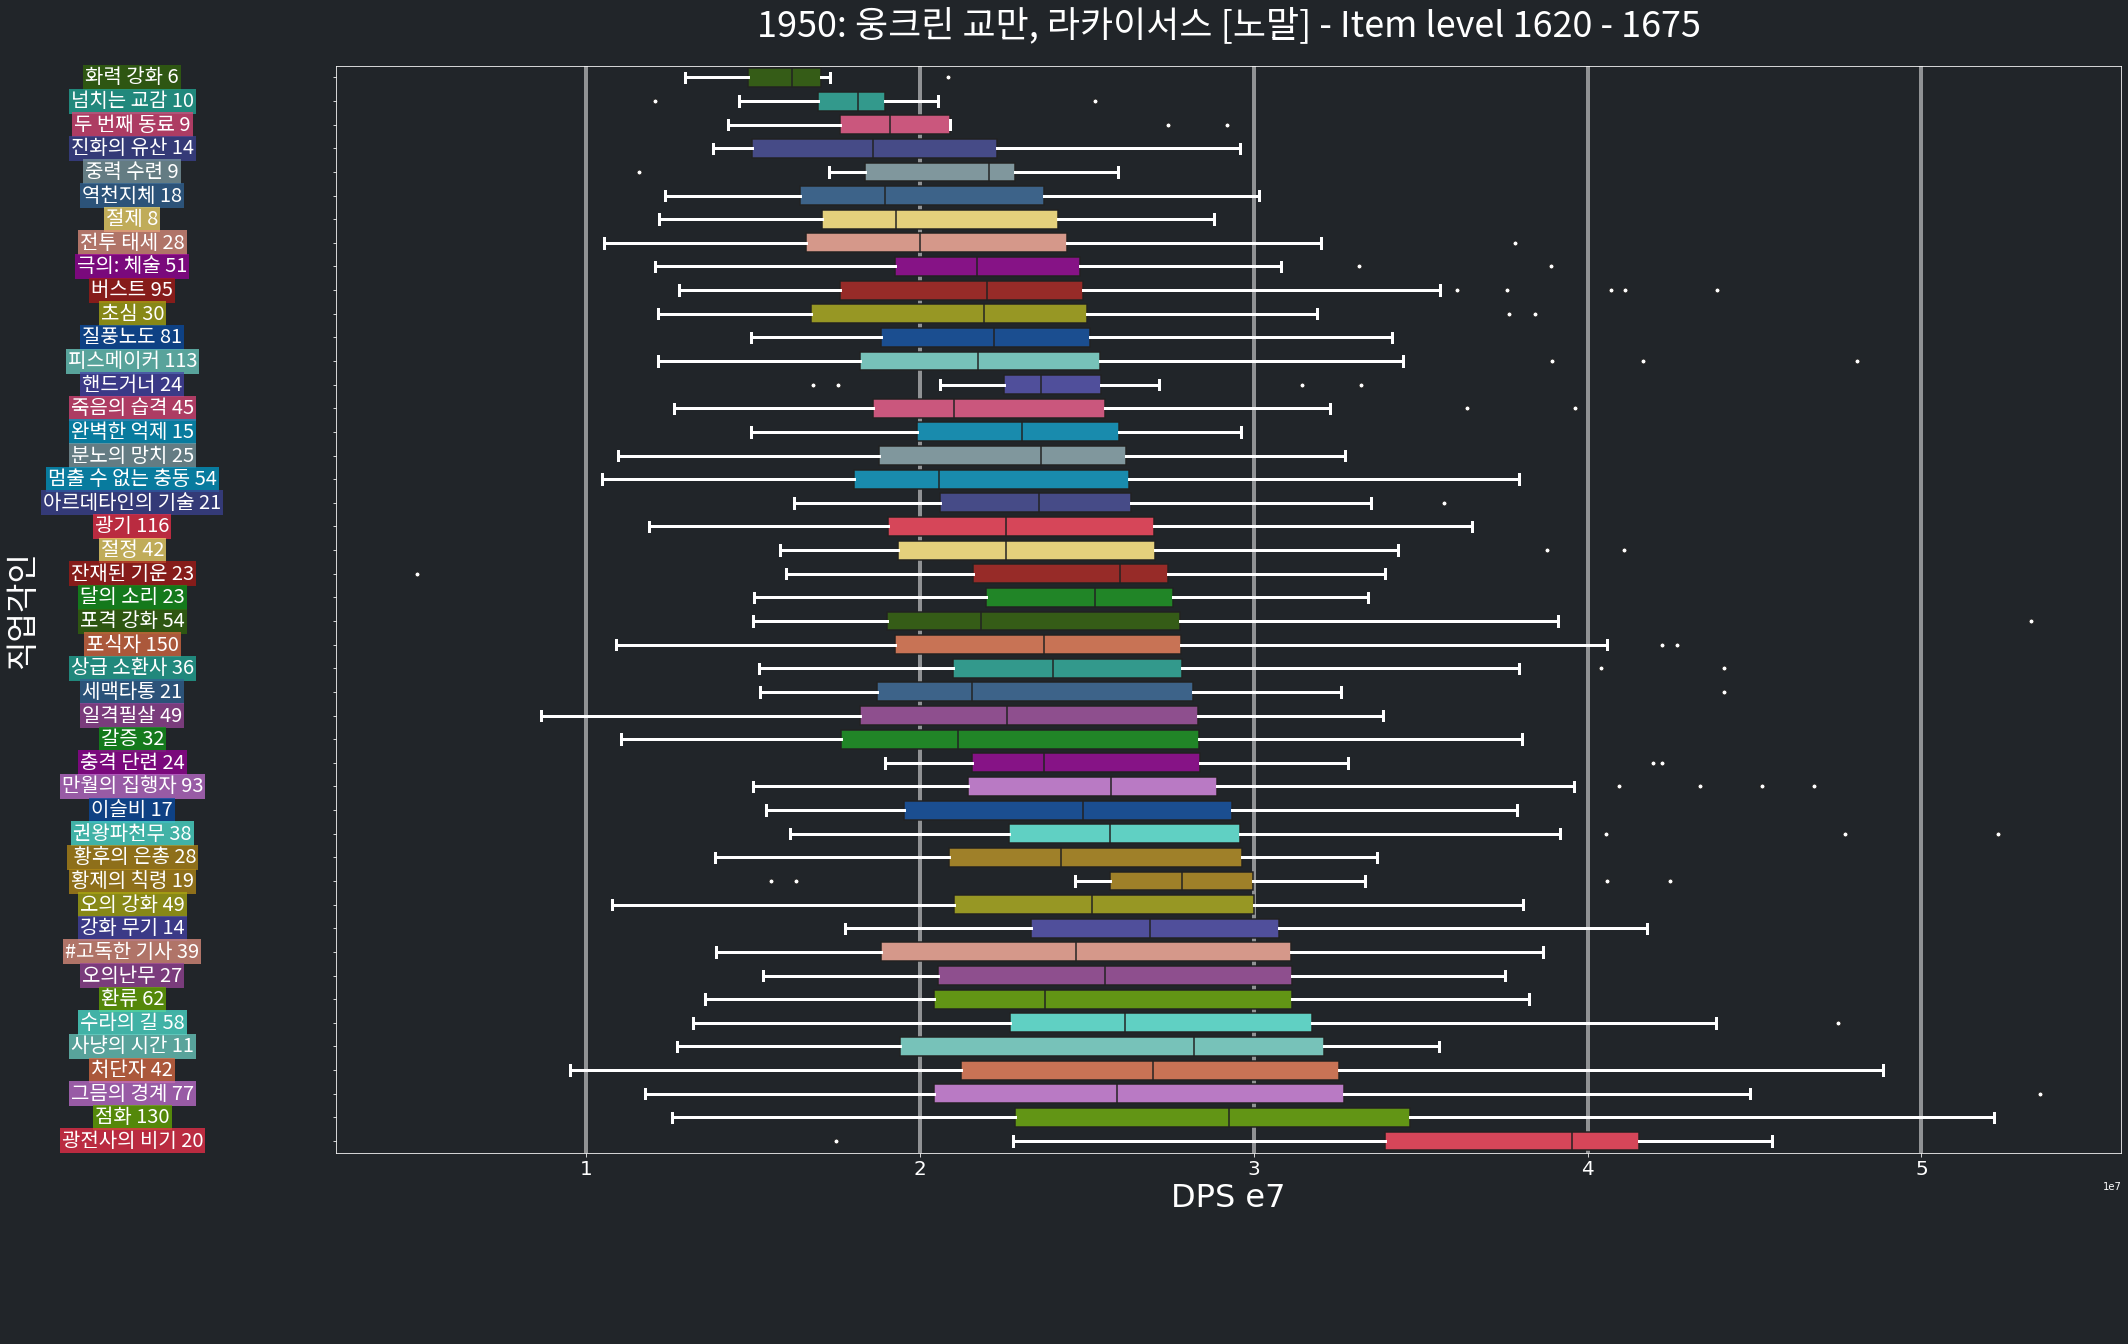 1950: 웅크린 교만, 라카이서스 [노말] - Item level 1620 - 1675
화력 강화 6
넘치는 교감 10
두 번째 동료 9
진화의 유산 14
중력 수련 9
역천지체 18
절제 8
전투 태세 28
극의: 체술 51
버스트 95
초심 30
질풍노도 81
피스메이커 113
핸드거너 24
죽음의 습격 45
완벽한 억제 15
분노의 망치 25
멈출 수 없는 충동 54
아르데타인의 기술 21
광기 116
절정 42
잔재된 기운 23
달의 소리 23
포격 강화 54
포식자 150
상급 소환사 36
세맥타통 21
일격필살 49
갈증 32
충격 단련 24
만월의 집행자 93
이슬비 17
권왕파천무 38
황후의 은총 28
황제의 칙령 19
오의 강화 49
강화 무기 14
#고독한 기사 39
오의난무 27
환류 62
수라의 길 58
사냥의 시간 11
처단자 42
그믐의 경계 77
점화 130
광전사의 비기 20
직업각인
1 2 3 4 5
DPS e7
1e7